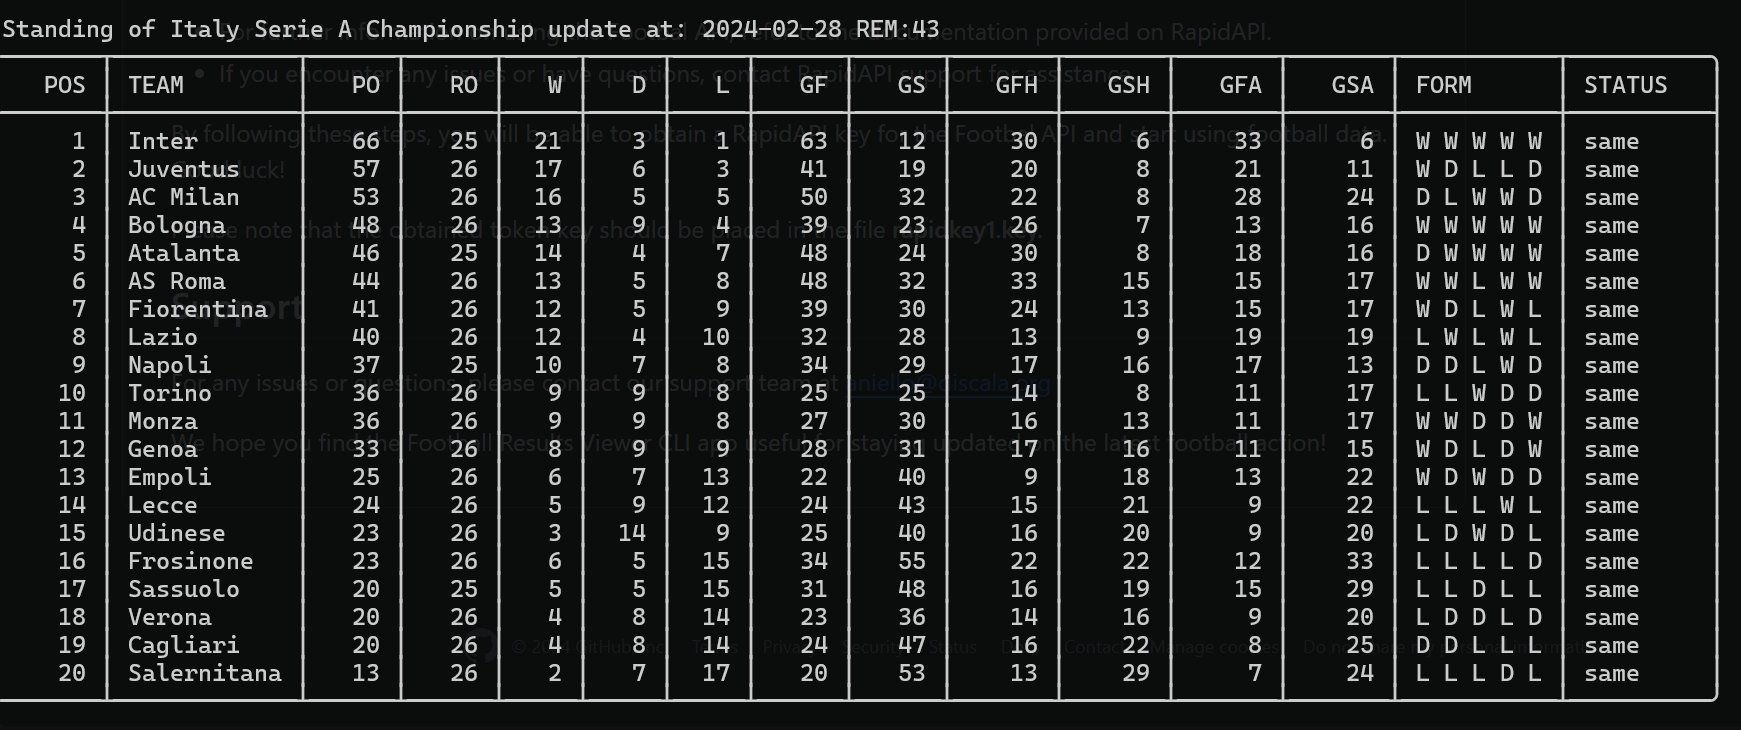 Standing of Italy Serie A Championship update at: 2024-02-28 REM:43
POS TEAM PO RO W D L GF GS GFH GSH GFA GSA FORM STATUS
1 Inter 66 25 21 3 1 63 12 30 6 33 6 W W W W W same
2 Juventus 57 26 17 6 3 41 19 20 8 21 11 W D L L D same
3 AC Milan 53 26 16 5 5 50 32 22 8 28 24 D L W W D same
4 Bologna 48 26 13 9 4 39 23 26 7 13 16 W W W W W same
5 Atalanta 46 25 14 4 7 48 24 30 8 18 16 D W W W W same
6 AS Roma 44 26 13 5 8 48 32 33 15 15 17 W W L W W same
7 Fiorentina 41 26 12 5 9 39 30 24 13 15 17 W D L W L same
8 Lazio 40 26 12 4 10 32 28 13 9 19 19 L W L W L same
9 Napoli 37 25 10 7 8 34 29 17 16 17 13 D D L W D same
10 Torino 36 26 9 9 8 25 25 14 8 11 17 L L W D W same
11 Monza 36 26 9 9 8 27 30 16 13 11 17 W W D D W same
12 Genoa 33 26 8 9 9 28 31 17 16 11 15 W D L D W same
13 Empoli 25 26 6 7 13 22 40 9 18 13 22 W D W D D same
14 Lecce 24 26 5 9 12 24 43 15 21 9 22 L L L W L same
15 Udinese 23 26 3 14 9 25 40 16 20 9 20 L D W D L same
16 Frosinone 23 26 6 5 15 34 55 22 22 12 33 L L L L D same
17 Sassuolo 20 25 5 5 15 31 48 16 19 15 29 L L D L L same
18 Verona 20 26 4 8 14 23 36 14 16 9 20 L D L D D same
19 Cagliari 20 26 4 8 14 24 47 16 22 8 25 D D L L L same
20 Salernitana 13 26 2 7 17 20 53 13 29 7 24 L L L D L same